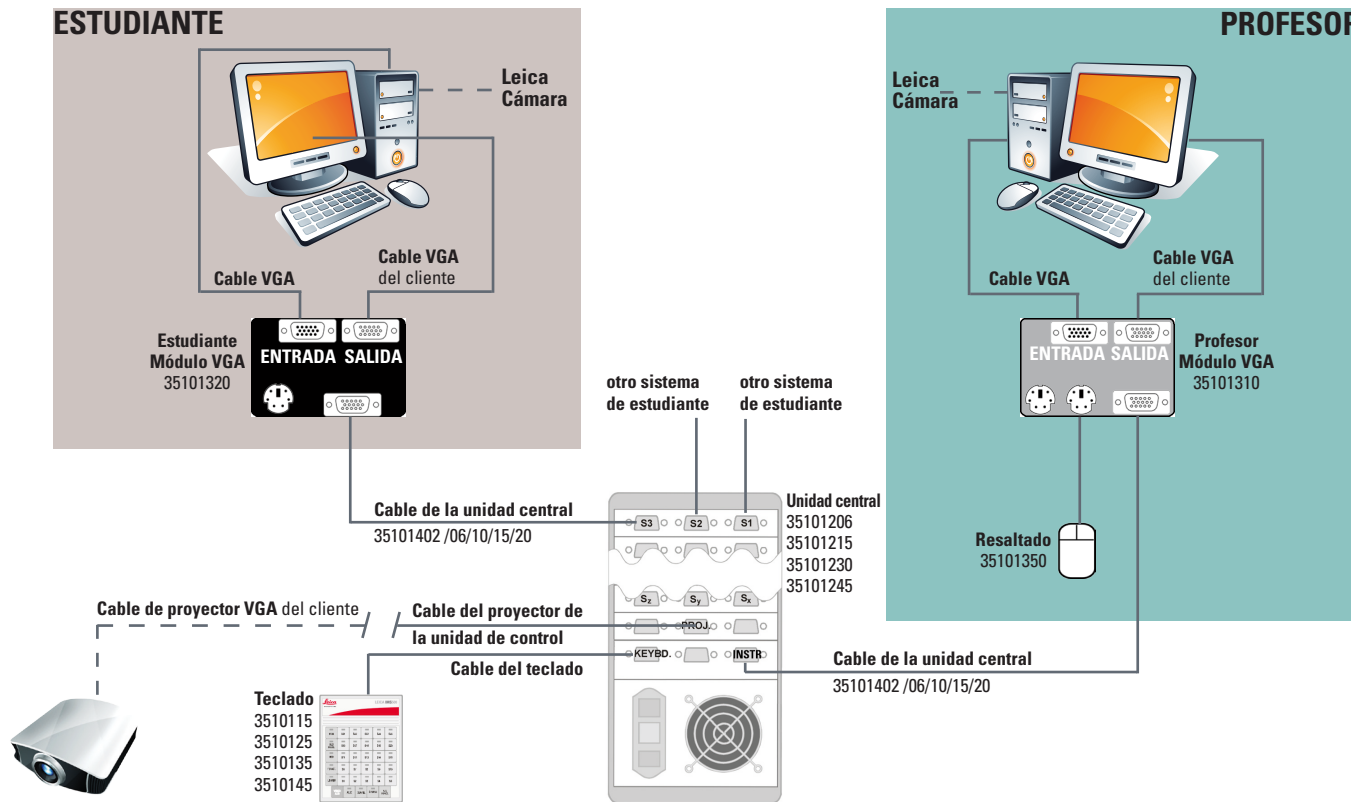 ESTUDIANTE
PROFESOR
Leica
Cámara
Leica
Cámara
Cable VGA
Cable VGA
del cliente
Cable VGA
Cable VGA
del cliente
Estudiante
Módulo VGA
35101320
ENTRADA SALIDA
ENTRADA SALIDA
Profesor
Módulo VGA
35101310
otro sistema
de estudiante
otro sistema
de estudiante
Cable de la unidad central
35101402 /06/10/15/20
S3 S2 S1
Unidad central
35101206
35101215
35101230
35101245
Resaltado
35101350
Sz Sy Sx
Cable de proyector VGA del cliente
Cable del proyector de
la unidad de control
PROJ.
KEYBD. INSTR
Cable del teclado
Cable de la unidad central
35101402 /06/10/15/20
Teclado
3510115
3510125
3510135
3510145
Leica